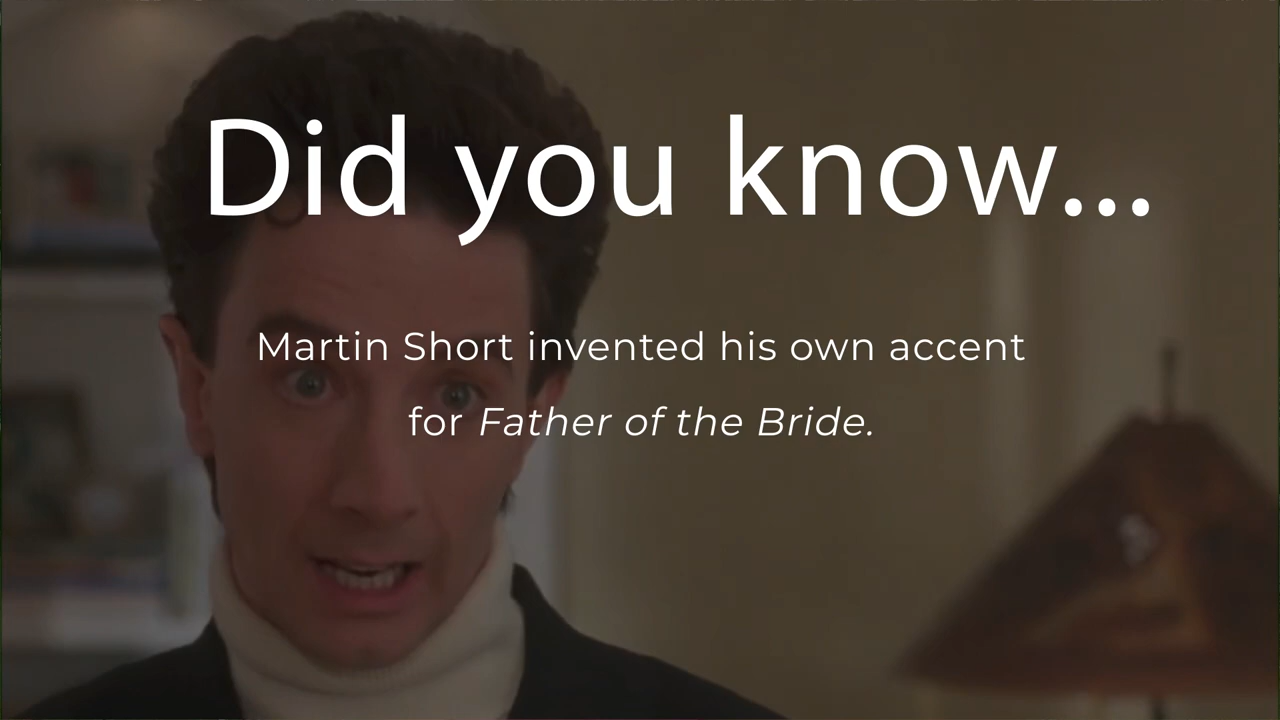 Did you know...
Martin Short invented his own accent
for Father of the Bride.